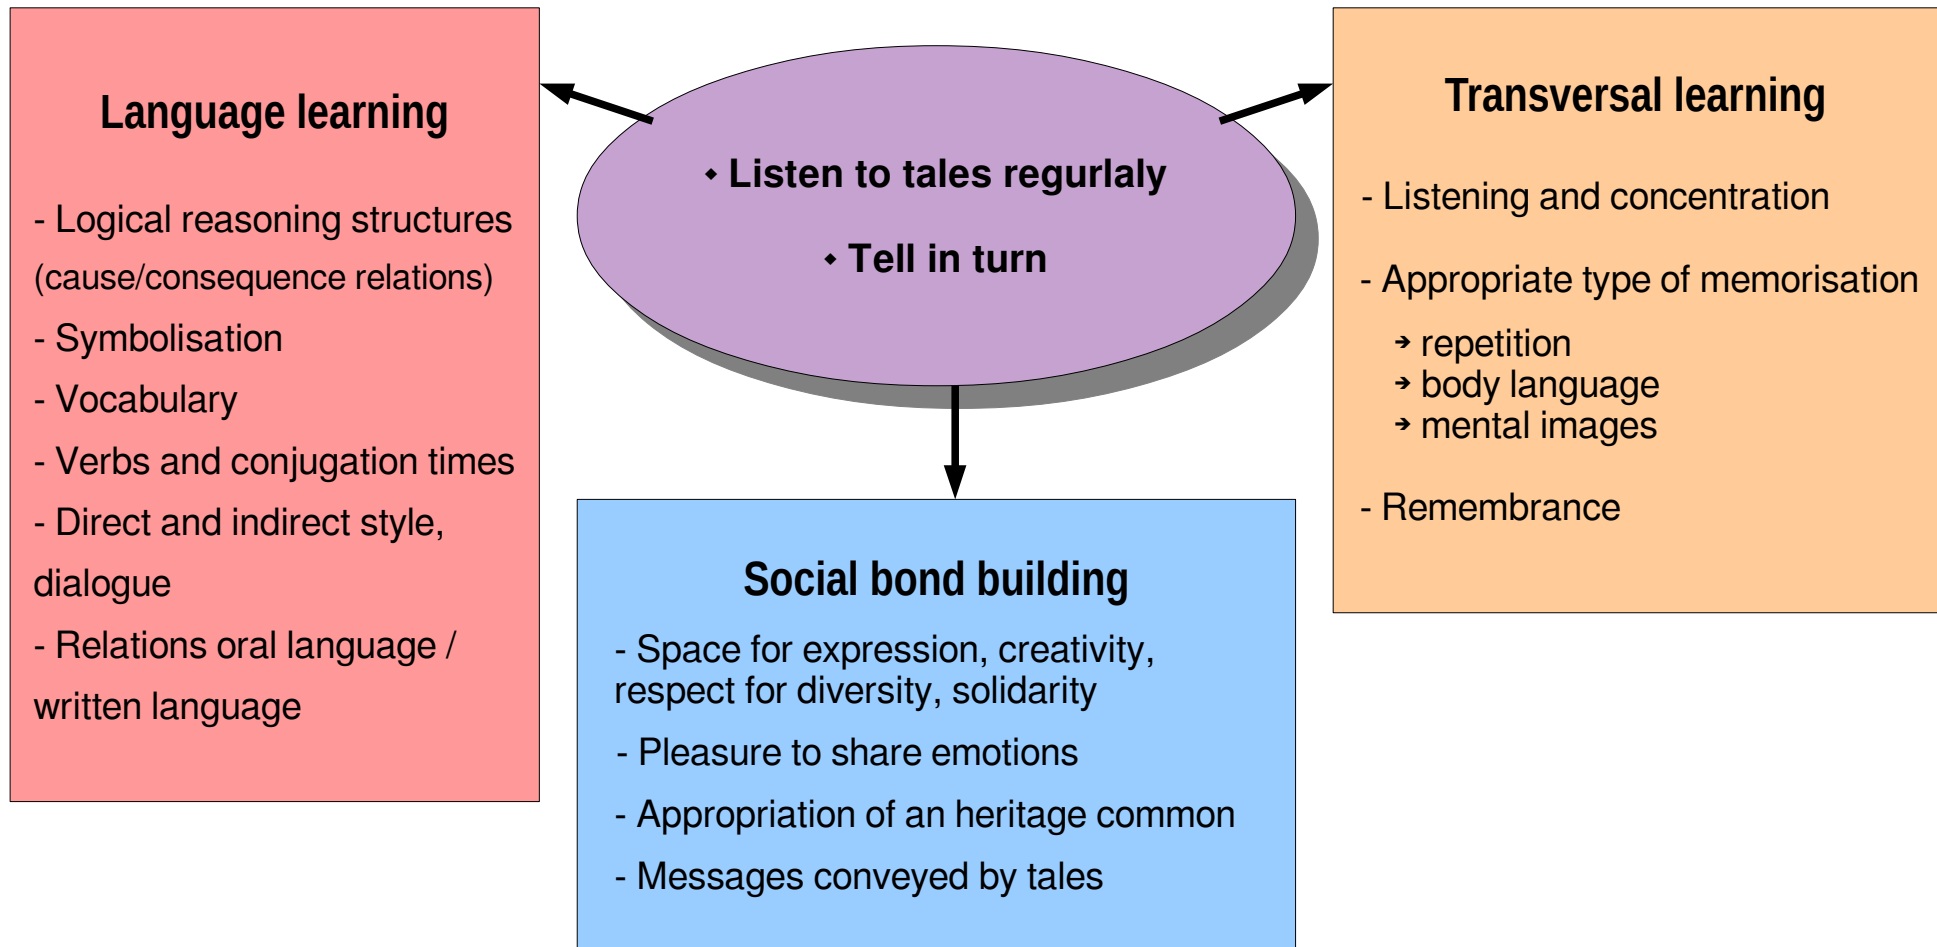 Language learning
- Logical reasoning structures
(cause/consequence relations)
- Symbolisation
- Vocabulary
- Verbs and conjugation times
- Direct and indirect style,
dialogue
- Relations oral language /
written language
• Listen to tales regurlaly
• Tell in turn
Transversal learning
- Listening and concentration
- Appropriate type of memorisation
➔ repetition
➔ body language
➔ mental images
- Remembrance
Social bond building
- Space for expression, creativity,
respect for diversity, solidarity
- Pleasure to share emotions
- Appropriation of an heritage common
- Messages conveyed by tales